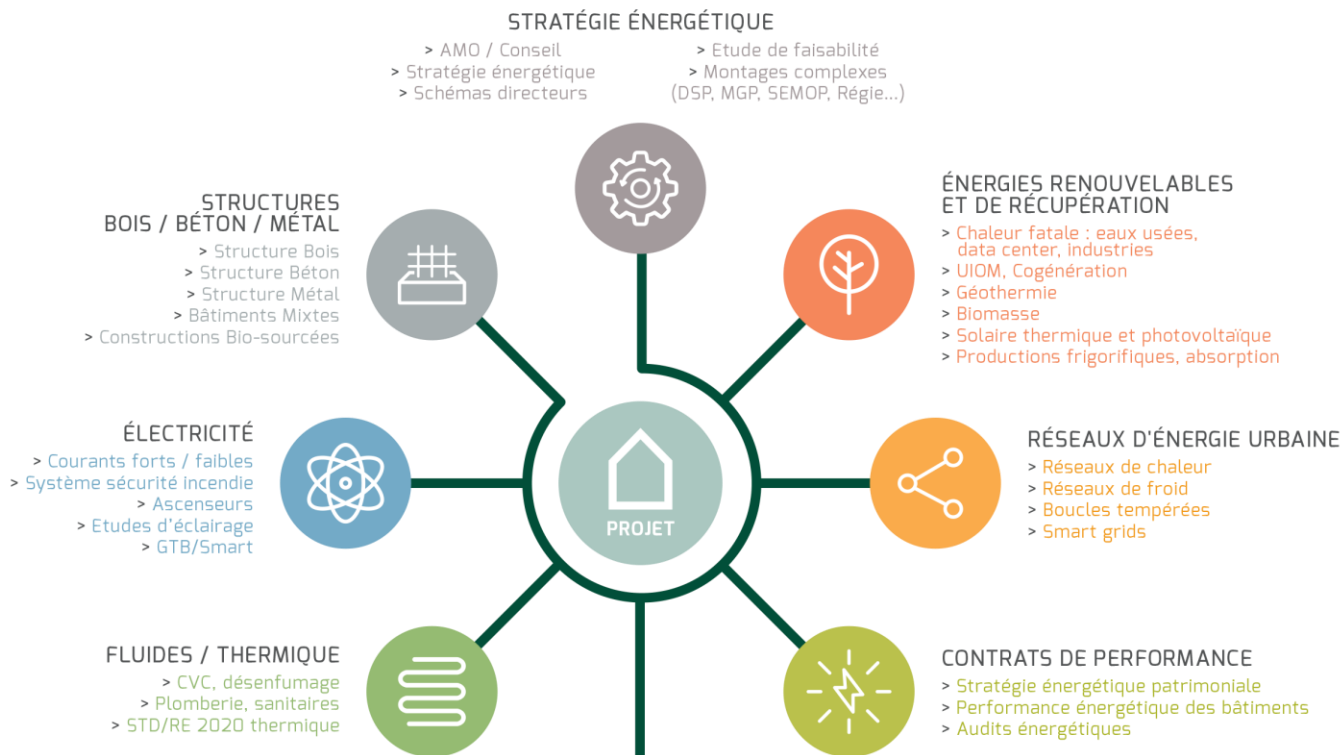 STRATÉGIE ÉNERGÉTIQUE
> AMO / Conseil
> Stratégie énergétique
> Schémas directeurs
> Etude de faisabilité
> Montages complexes
(DSP, MGP, SEMOP, Régie...)
STRUCTURES
BOIS / BÉTON / MÉTAL
> Structure Bois
> Structure Béton
> Structure Métal
> Bâtiments Mixtes
> Constructions Bio-sourcées
ÉNERGIES RENOUVELABLES
ET DE RÉCUPÉRATION
> Chaleur fatale : eaux usées,
data center, industries
> UIOM, Cogénération
> Géothermie
> Biomasse
> Solaire thermique et photovoltaïque
> Productions frigorifiques, absorption
ÉLECTRICITÉ
> Courants forts / faibles
> Système sécurité incendie
> Ascenseurs
> Etudes d'éclairage
> GTB/Smart
PROJET
RÉSEAUX D'ÉNERGIE URBAINE
> Réseaux de chaleur
> Réseaux de froid
> Boucles tempérées
> Smart grids
FLUIDES / THERMIQUE
> CVC, désenfumage
> Plomberie, sanitaires
> STD/RE 2020 thermique
CONTRATS DE PERFORMANCE
> Stratégie énergétique patrimoniale
> Performance énergétique des bâtiments
> Audits énergétiques